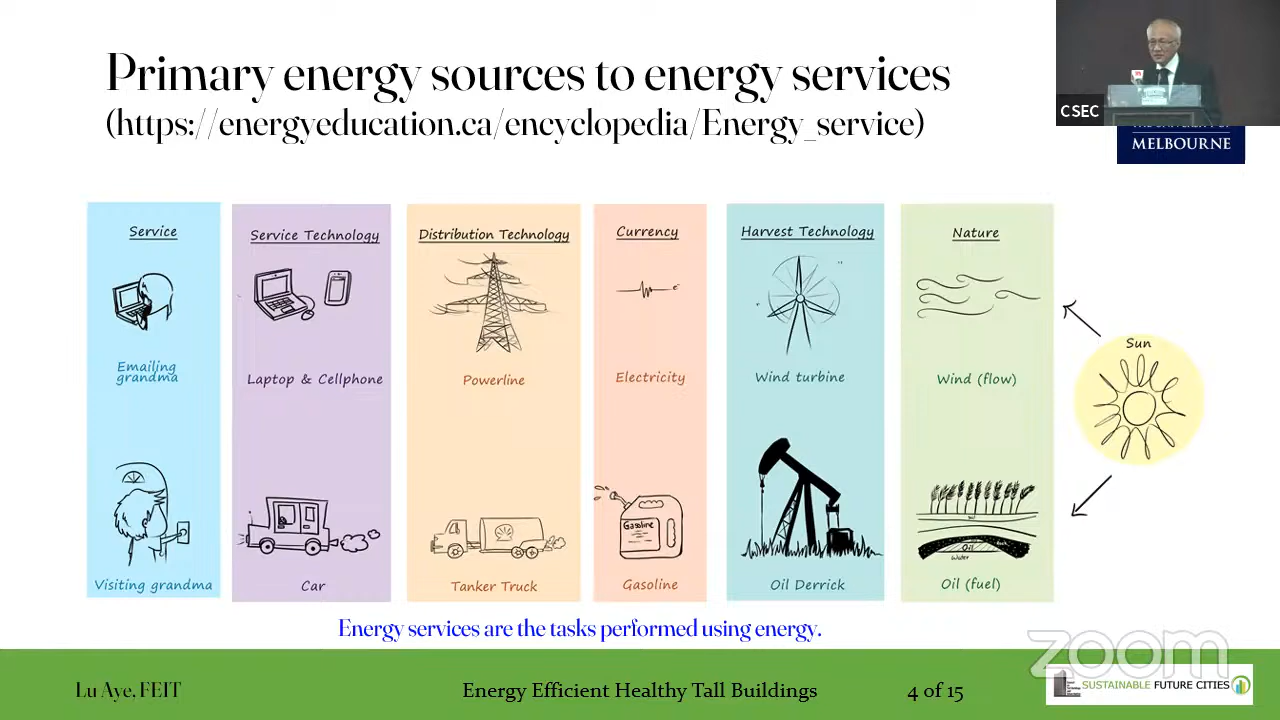 Primary energy sources to energy services
(https://energyeducation.ca/encyclopedia/Energy_service)
CSEC
MELBOURNE
Service
Service Technology
Distribution Technology
Currency
Harvest Technology
Nature
Sun
Emailing
grandma
Laptop & Cellphone
Powerline
Electricity
Wind turbine
Wind (flow)
Gasoline
Oil
Water
Visiting grandma
Car
Tanker Truck
Gasoline
Oil Derrick
Oil (fuel)
Energy services are the tasks performed using energy.
zoom
Lu Aye, FEIT
Energy Efficient Healthy Tall Buildings
4 of 15
SUSTAINABLE FUTURE CITIES